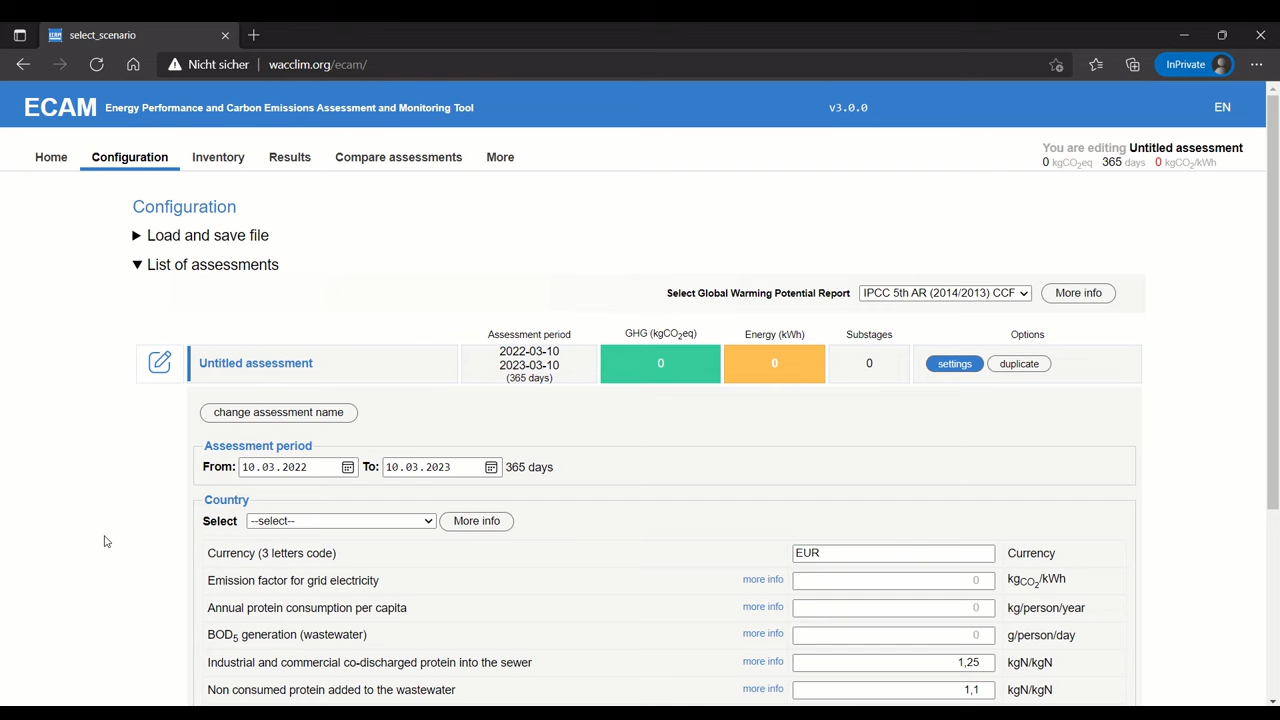 select_scenario
Nicht sicher wacclim.org/ecam/ InPrivate
ECAM Energy Performance and Carbon Emissions Assessment and Monitoring Tool v3.0.0 EN
Home Configuration Inventory Results Compare assessments More
You are editing Untitled assessment
0 kgCO2eq 365 days 0 kgCO2/kWh
Configuration
Load and save file
List of assessments
Select Global Warming Potential Report IPCC 5th AR (2014/2013) CCF More info
Assessment period GHG (kgCO2eq) Energy (kWh) Substages Options
Untitled assessment 2022-03-10 0 0 0 settings duplicate
2023-03-10
(365 days)
change assessment name
Assessment period
From: 10.03.2022 To: 10.03.2023 365 days
Country
Select --select-- More info
Currency (3 letters code) EUR Currency
Emission factor for grid electricity more info 0 kgCO2/kWh
Annual protein consumption per capita more info 0 kg/person/year
BOD5 generation (wastewater) more info 0 g/person/day
Industrial and commercial co-discharged protein into the sewer more info 1,25 kgN/kgN
Non consumed protein added to the wastewater more info 1,1 kgN/kgN